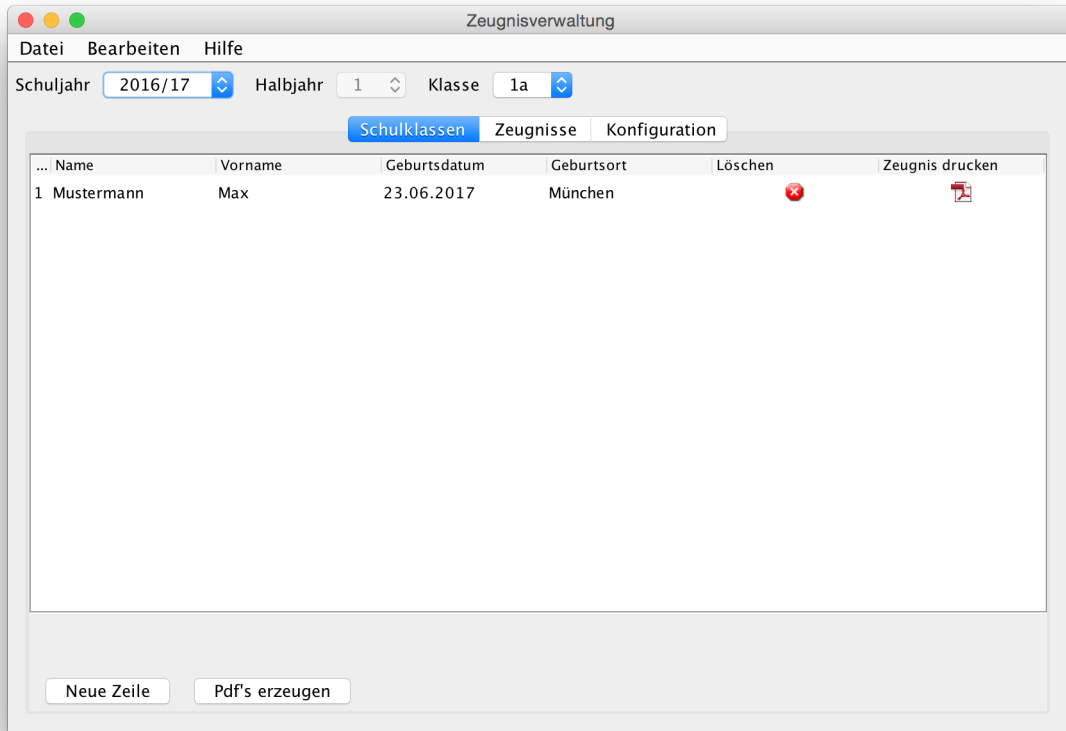 Zeugnisverwaltung
Datei Bearbeiten Hilfe
Schuljahr 2016/17 Halbjahr 1 Klasse 1a
Schulklassen Zeugnisse Konfiguration
... Name Vorname Geburtsdatum Geburtsort Löschen Zeugnis drucken
1 Mustermann Max 23.06.2017 München
Neue Zeile Pdf's erzeugen